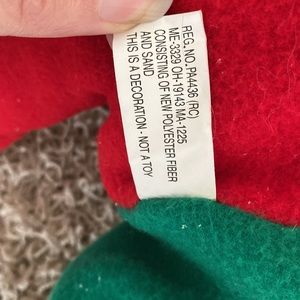 REG. NO. PA4436 (RC)
ME-3329 OH-19143 MA-1225
CONSISTING OF NEW POLYESTER FIBER
AND SAND
THIS IS A DECORATION - NOT A TOY